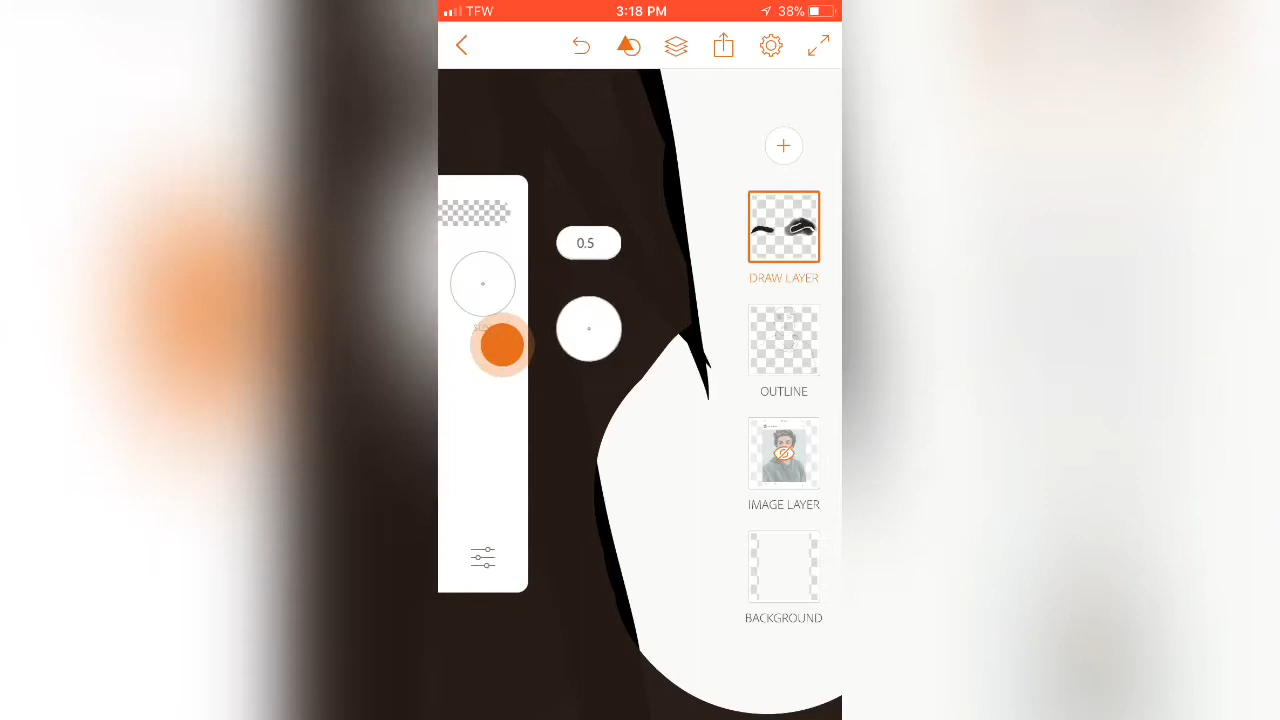 TFW
3:18 PM
38%
0.5
DRAW LAYER
OUTLINE
IMAGE LAYER
BACKGROUND